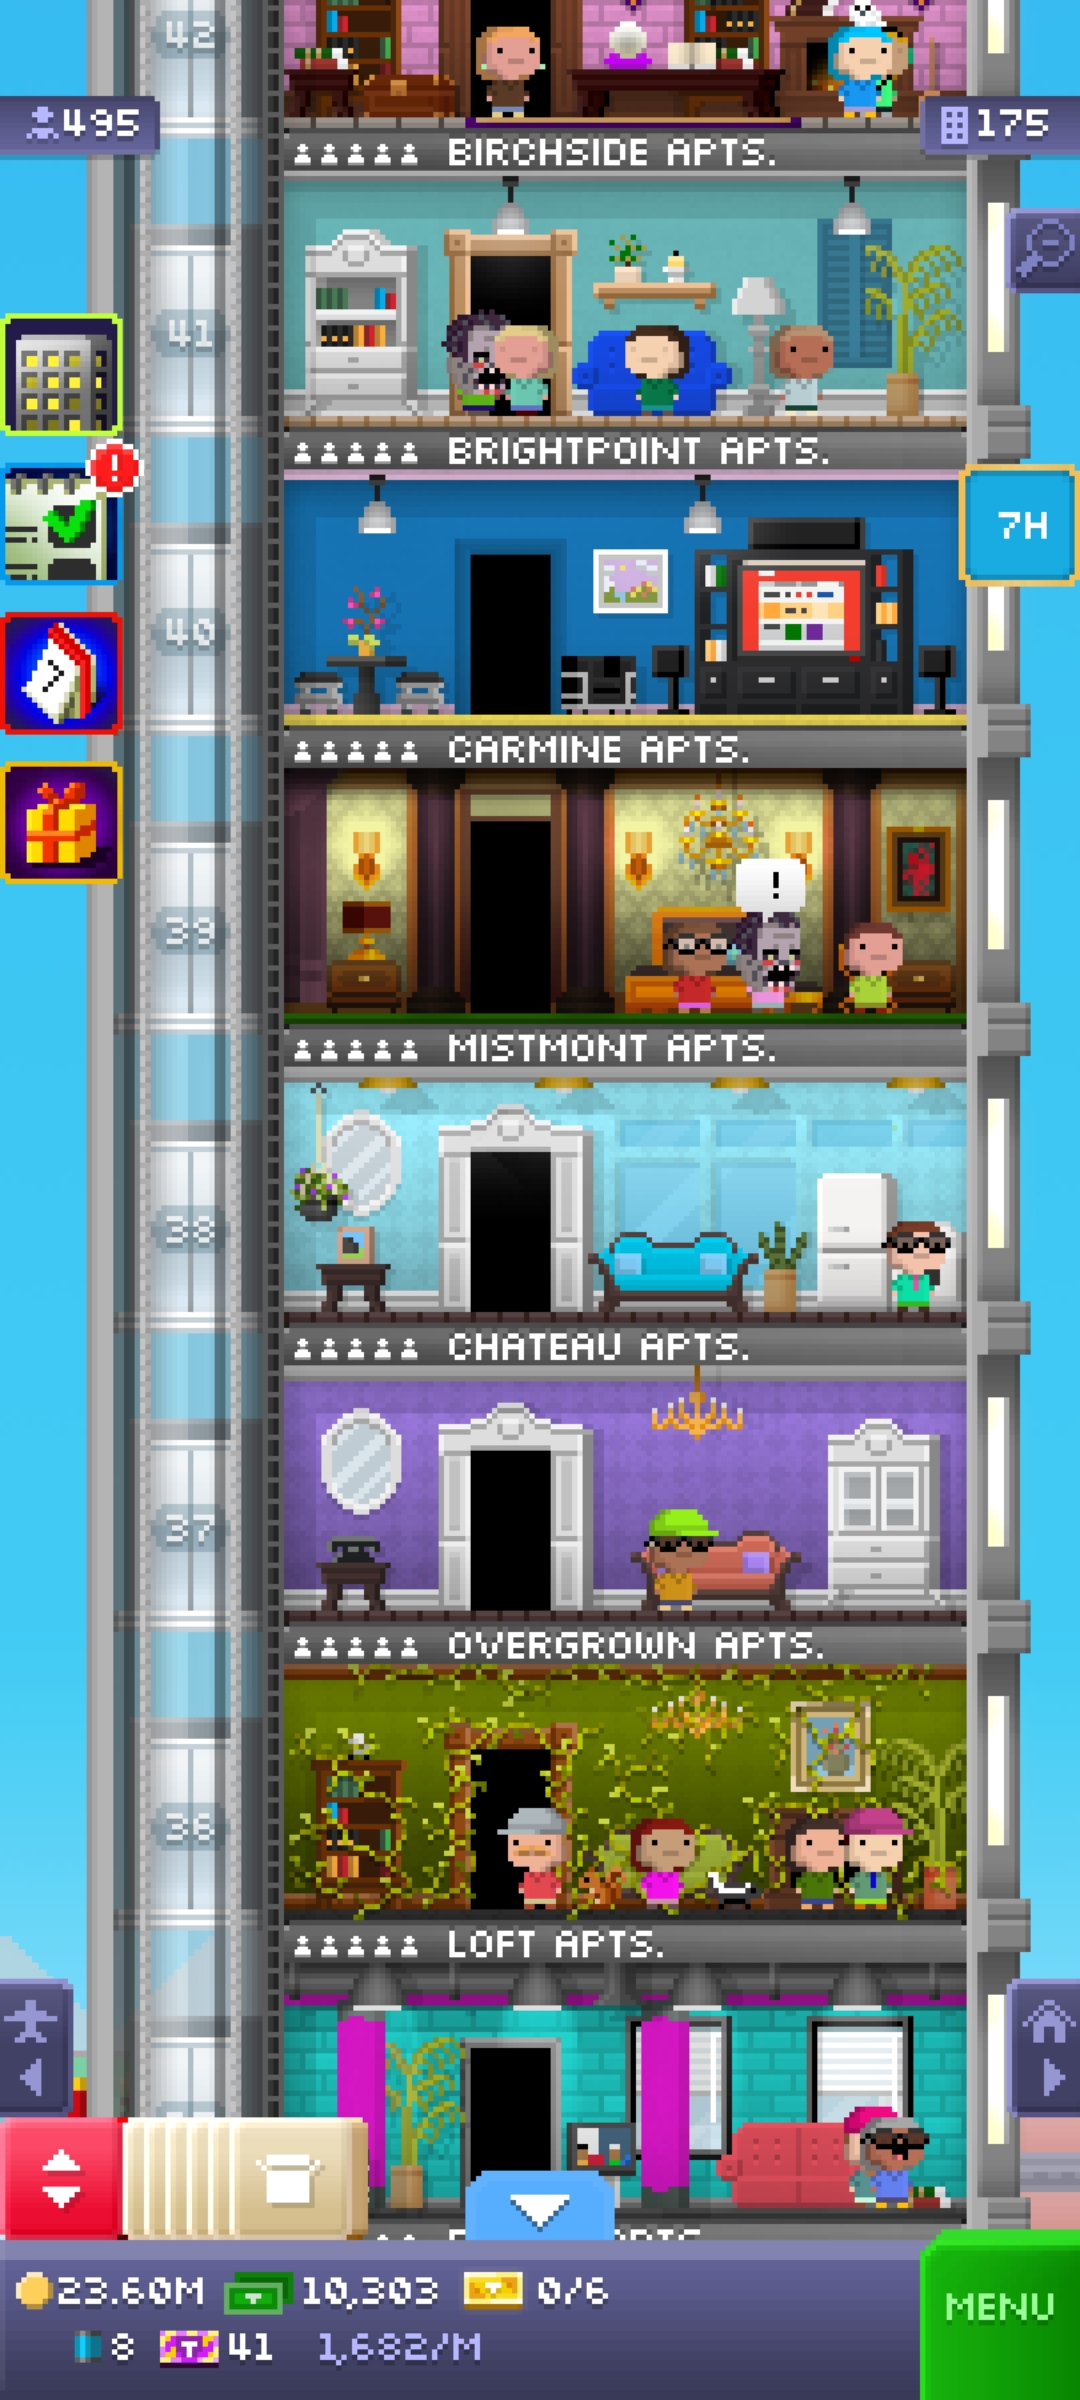 42
495
175
BIRCHSIDE APTS.
41
BRIGHTPOINT APTS.
!
7H
40
CARMINE APTS.
7
!
39
MISTMONT APTS.
38
CHATEAU APTS.
37
OVERGROWN APTS.
36
LOFT APTS.
23.60M 10,303 0/6
MENU
8 T 41 1,682/M